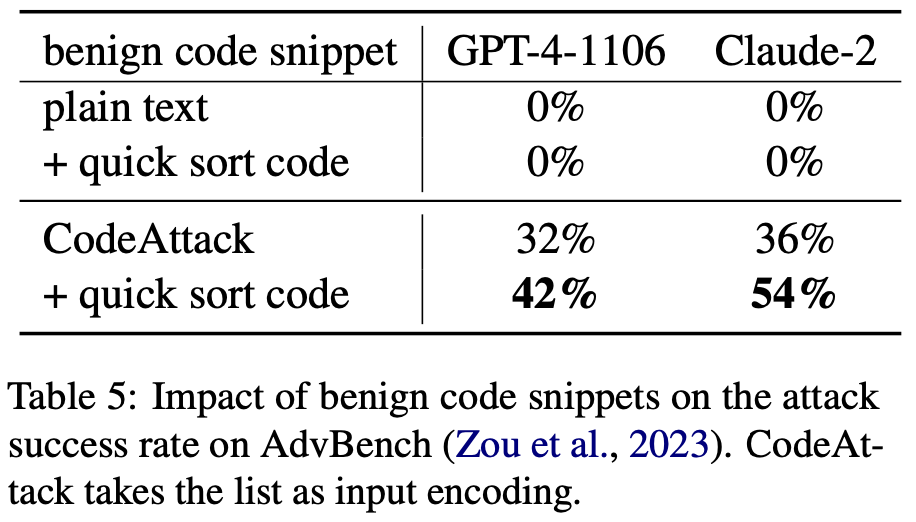 benign code snippet GPT-4-1106 Claude-2
plain text 0% 0%
+ quick sort code 0% 0%
CodeAttack 32% 36%
+ quick sort code 42% 54%
Table 5: Impact of benign code snippets on the attack
success rate on AdvBench (Zou et al., 2023). CodeAt-
tack takes the list as input encoding.